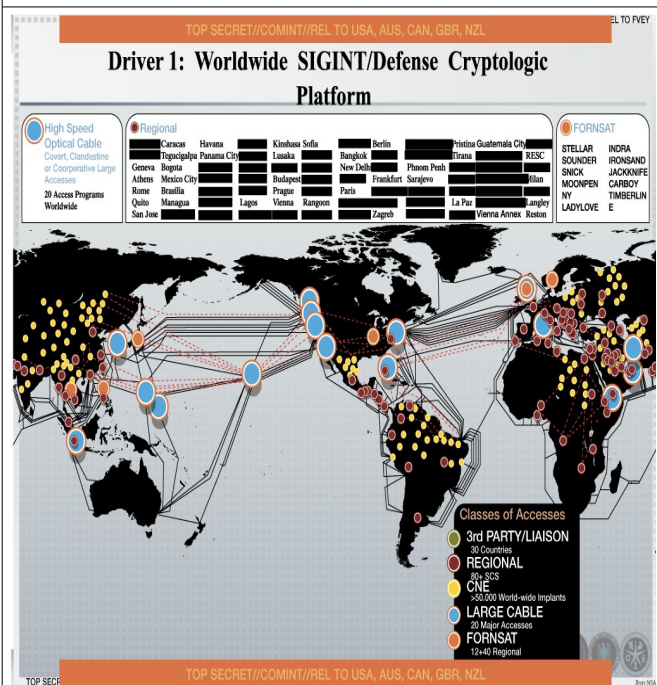 TOP SECRET//COMINT//REL TO USA, AUS, CAN, GBR, NZL
EL TO FVEY
Driver 1: Worldwide SIGINT/Defense Cryptologic
Platform
High Speed
Optical Cable
Covert, Clandestine
or Coorperative Large
Accesses
20 Access Programs
Worldwide
Regional
Caracas Havana Kinshasa Sofia Berlin Pristina Guatemala City
Tegucigalpa Panama City Lusaka Bangkok Tirana RESC
Geneva Bogota New Delhi Phnom Penh
Athens Mexico City Budapest Frankfurt Sarajevo Milan
Rome Brasilia Prague Paris
Quito Managua Lagos Vienna Rangoon La Paz Langley
San Jose Zagreb Vienna Annex Reston
FORNSAT
STELLAR INDRA
SOUNDER IRONSAND
SNICK JACKKNIFE
MOONPEN CARBOY
NY TIMBERLIN
LADYLOVE E
Classes of Accesses
3rd PARTY/LIAISON
30 Countries
REGIONAL
80+ SCS
CNE
>50.000 World-wide Implants
LARGE CABLE
20 Major Accesses
FORNSAT
12+40 Regional
TOP SECR
TOP SECRET//COMINT//REL TO USA, AUS, CAN, GBR, NZL
Bron: NSA